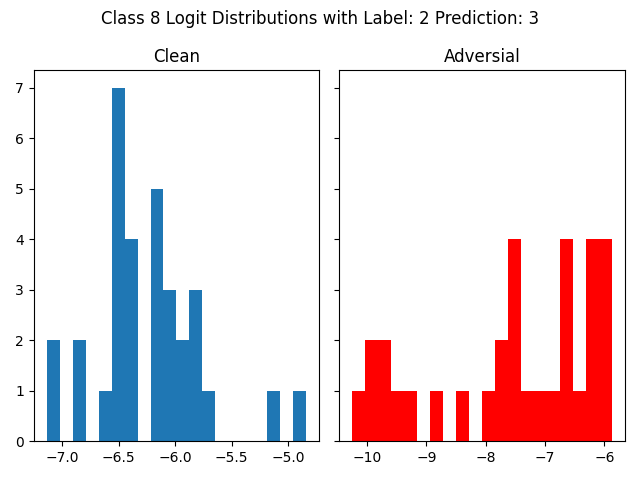 Class 8 Logit Distributions with Label: 2 Prediction: 3
Clean
Adversial
7
6
5
4
3
2
1
0
−7.0 −6.5 −6.0 −5.5 −5.0
−10 −9 −8 −7 −6